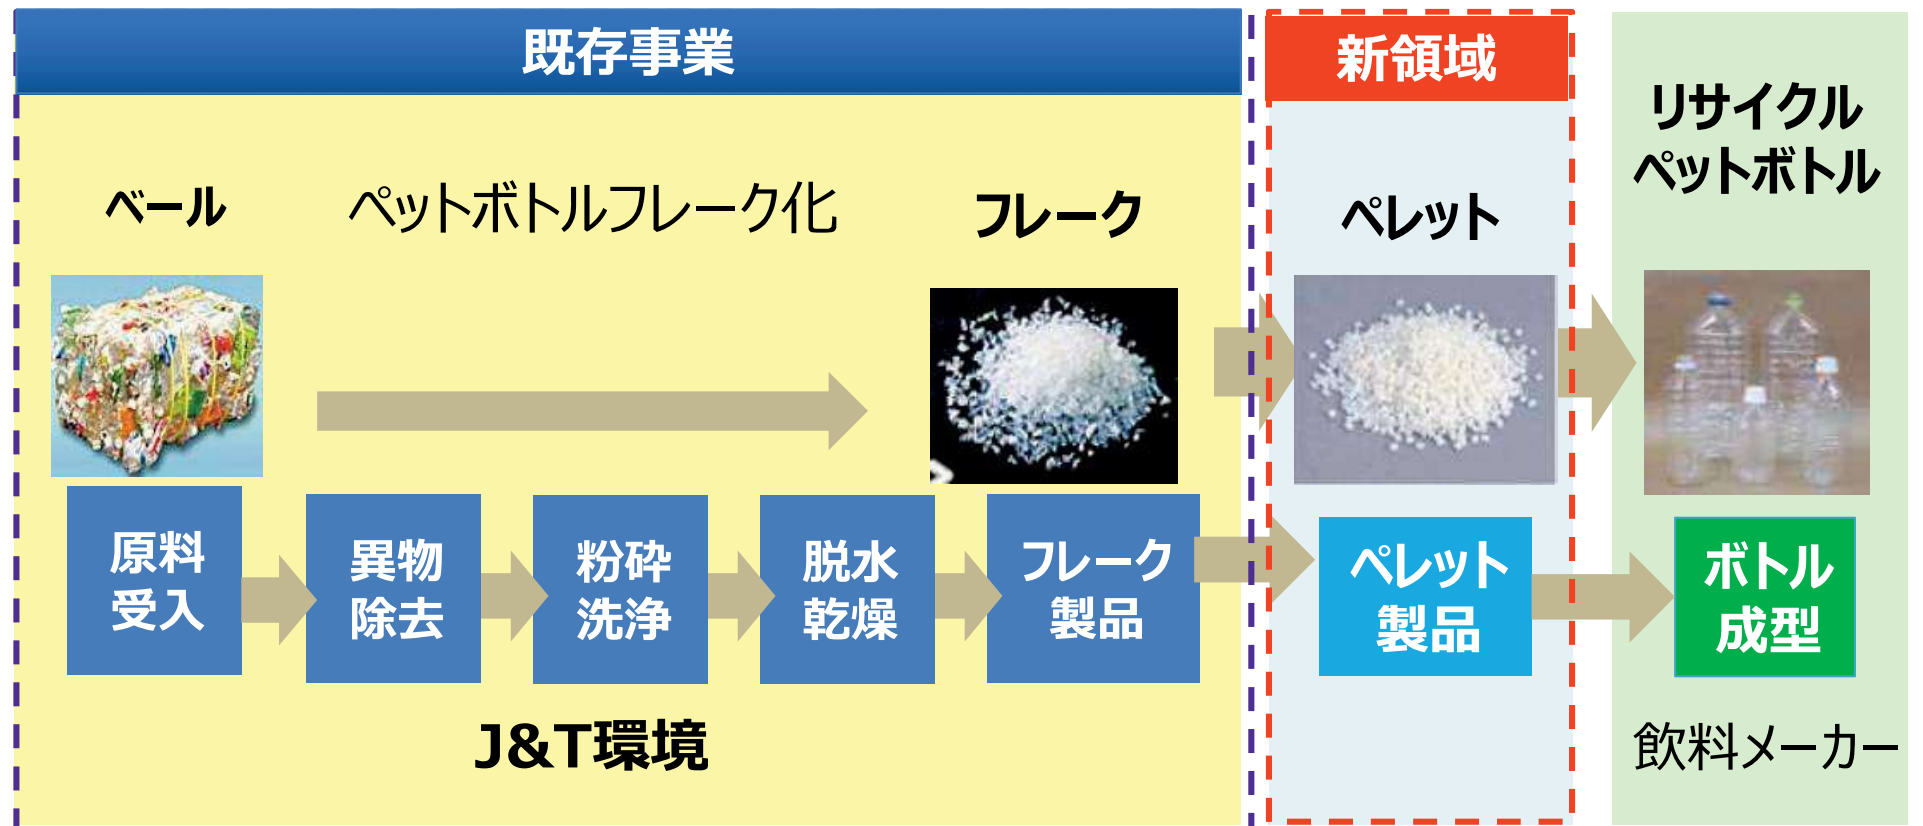 既存事業
新領域
リサイクル
ペットボトル
ベール
ペットボトルフレーク化
フレーク
ペレット
原料
受入
異物
除去
粉砕
洗浄
脱水
乾燥
フレーク
製品
ペレット
製品
ボトル
成型
J&T環境
飲料メーカー